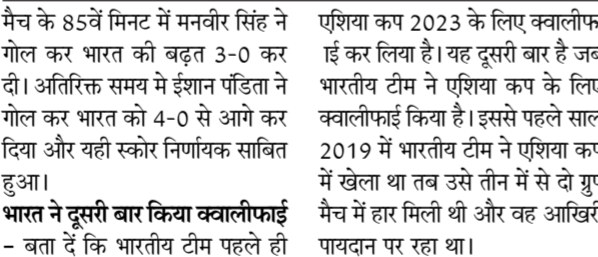 मैच के 85वें मिनट में मनवीर सिंह ने
गोल कर भारत की बढ़त 3-0 कर
दी। अतिरिक्त समय मे ईशान पंडिता ने
गोल कर भारत को 4-0 से आगे कर
दिया और यही स्कोर निर्णायक साबित
हुआ।
भारत ने दूसरी बार किया क्वालीफाई
– बता दें कि भारतीय टीम पहले ही
एशिया कप 2023 के लिए क्वालीफ
ाई कर लिया है। यह दूसरी बार है जब
भारतीय टीम ने एशिया कप के लिए
क्वालीफाई किया है। इससे पहले साल
2019 में भारतीय टीम ने एशिया कप
में खेला था तब उसे तीन में से दो ग्रुप
मैच में हार मिली थी और वह आखिरी
पायदान पर रहा था।